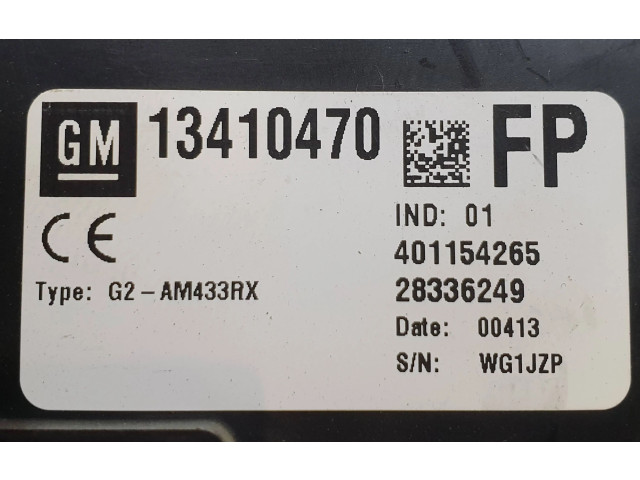 GM 13410470 FP
IND: 01
CE 401154265
Type: G2-AM433RX 28336249
Date: 00413
S/N: WG1JZP